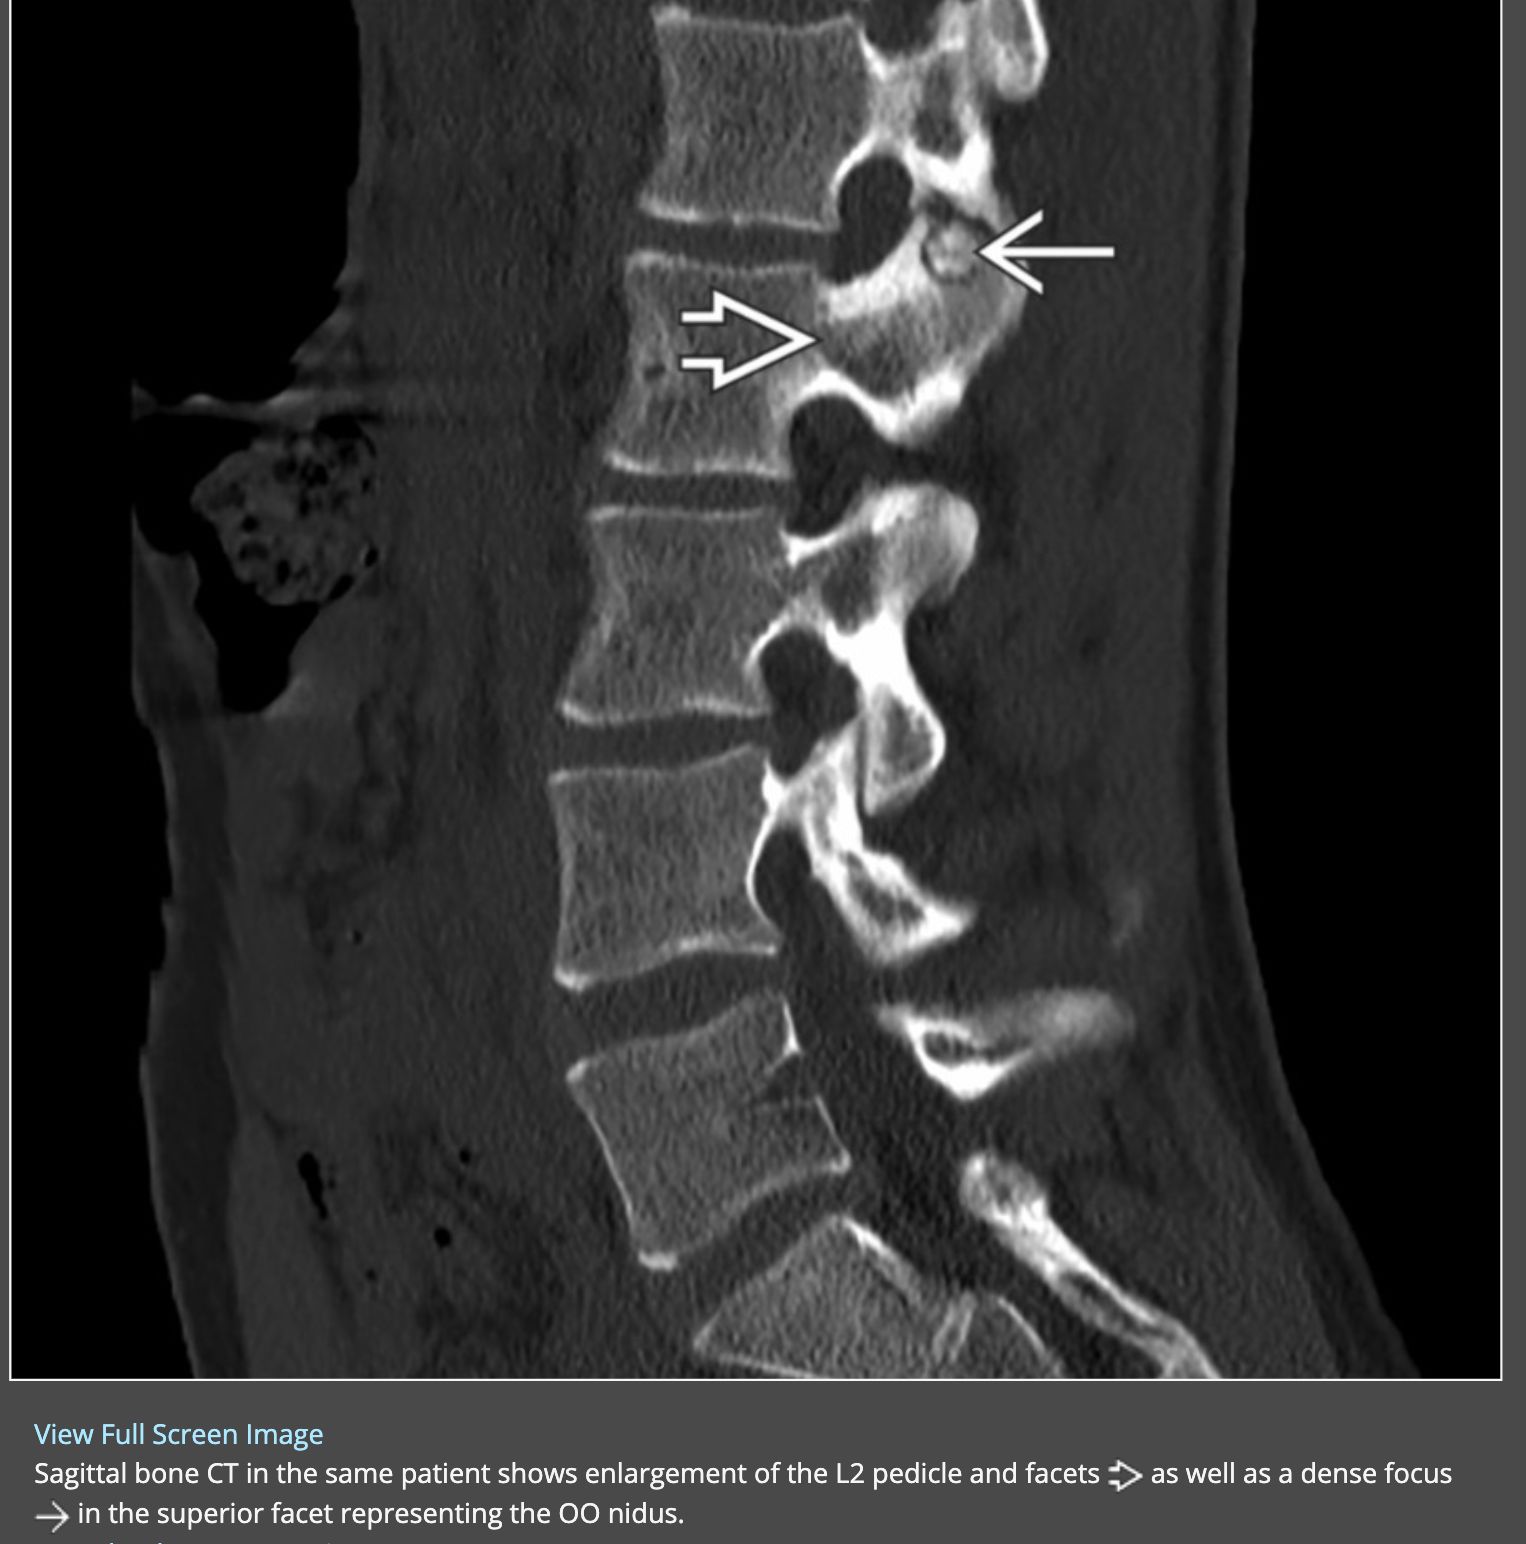 View Full Screen Image
Sagittal bone CT in the same patient shows enlargement of the L2 pedicle and facets as well as a dense focus
in the superior facet representing the OO nidus.